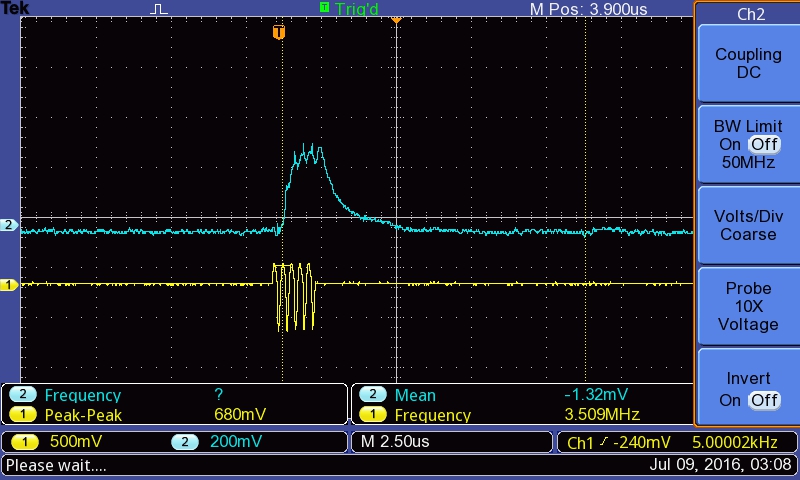 Tek
T Trig'd
M Pos: 3.900us
Ch2
Coupling
DC
BW Limit
On Off
50MHz
Volts/Div
Coarse
Probe
10X
Voltage
Invert
On Off
T
2
1
2 Frequency ?
1 Peak-Peak 680mV
2 Mean -1.32mV
1 Frequency 3.509MHz
1 500mV 2 200mV
M 2.50us
Ch1 -240mV 5.00002kHz
Please wait.... Jul 09, 2016, 03:08